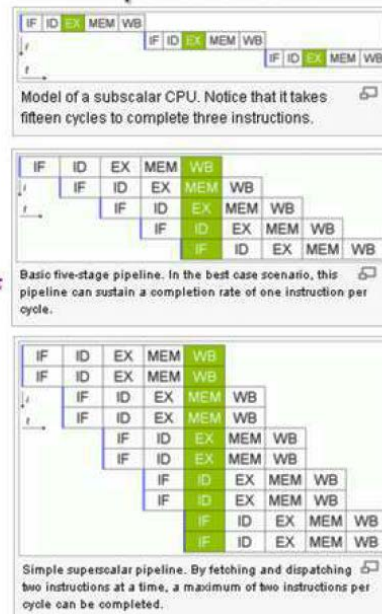 IF ID EX MEM WB
IF ID EX MEM WB
IF ID EX MEM WB
i
t
Model of a subscalar CPU. Notice that it takes
fifteen cycles to complete three instructions.
IF ID EX MEM WB
i IF ID EX MEM WB
t IF ID EX MEM WB
IF ID EX MEM WB
IF ID EX MEM WB
Basic five-stage pipeline. In the best case scenario, this
pipeline can sustain a completion rate of one instruction per
cycle.
IF ID EX MEM WB
IF ID EX MEM WB
i IF ID EX MEM WB
t IF ID EX MEM WB
IF ID EX MEM WB
IF ID EX MEM WB
IF ID EX MEM WB
IF ID EX MEM WB
IF ID EX MEM WB
IF ID EX MEM WB
Simple superscalar pipeline. By fetching and dispatching
two instructions at a time, a maximum of two instructions per
cycle can be completed.